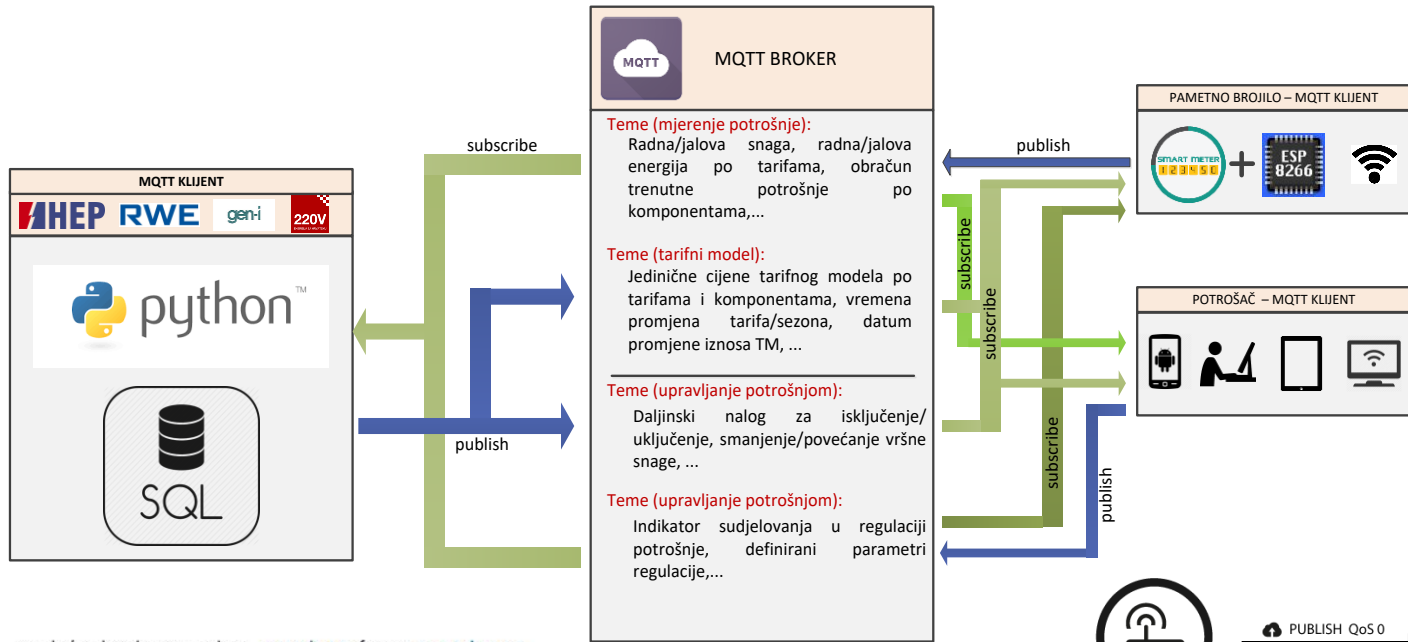 MQTT
MQTT BROKER
Teme (mjerenje potrošnje):
Radna/jalova snaga, radna/jalova
energija po tarifama, obračun
trenutne potrošnje po
komponentama,...
Teme (tarifni model):
Jedinične cijene tarifnog modela po
tarifama i komponentama, vremena
promjena tarifa/sezona, datum
promjene iznosa TM, ...
Teme (upravljanje potrošnjom):
Daljinski nalog za isključenje/
uključenje, smanjenje/povećanje vršne
snage, ...
Teme (upravljanje potrošnjom):
Indikator sudjelovanja u regulaciji
potrošnje, definirani parametri
regulacije,...
subscribe
publish
MQTT KLIJENT
HEP
RWE
gen-i
220V
python™
SQL
publish
subscribe
subscribe
subscribe
publish
PAMETNO BROJILO – MQTT KLIJENT
SMART METER
+
ESP
8266
POTROŠAČ – MQTT KLIJENT
PUBLISH QoS 0